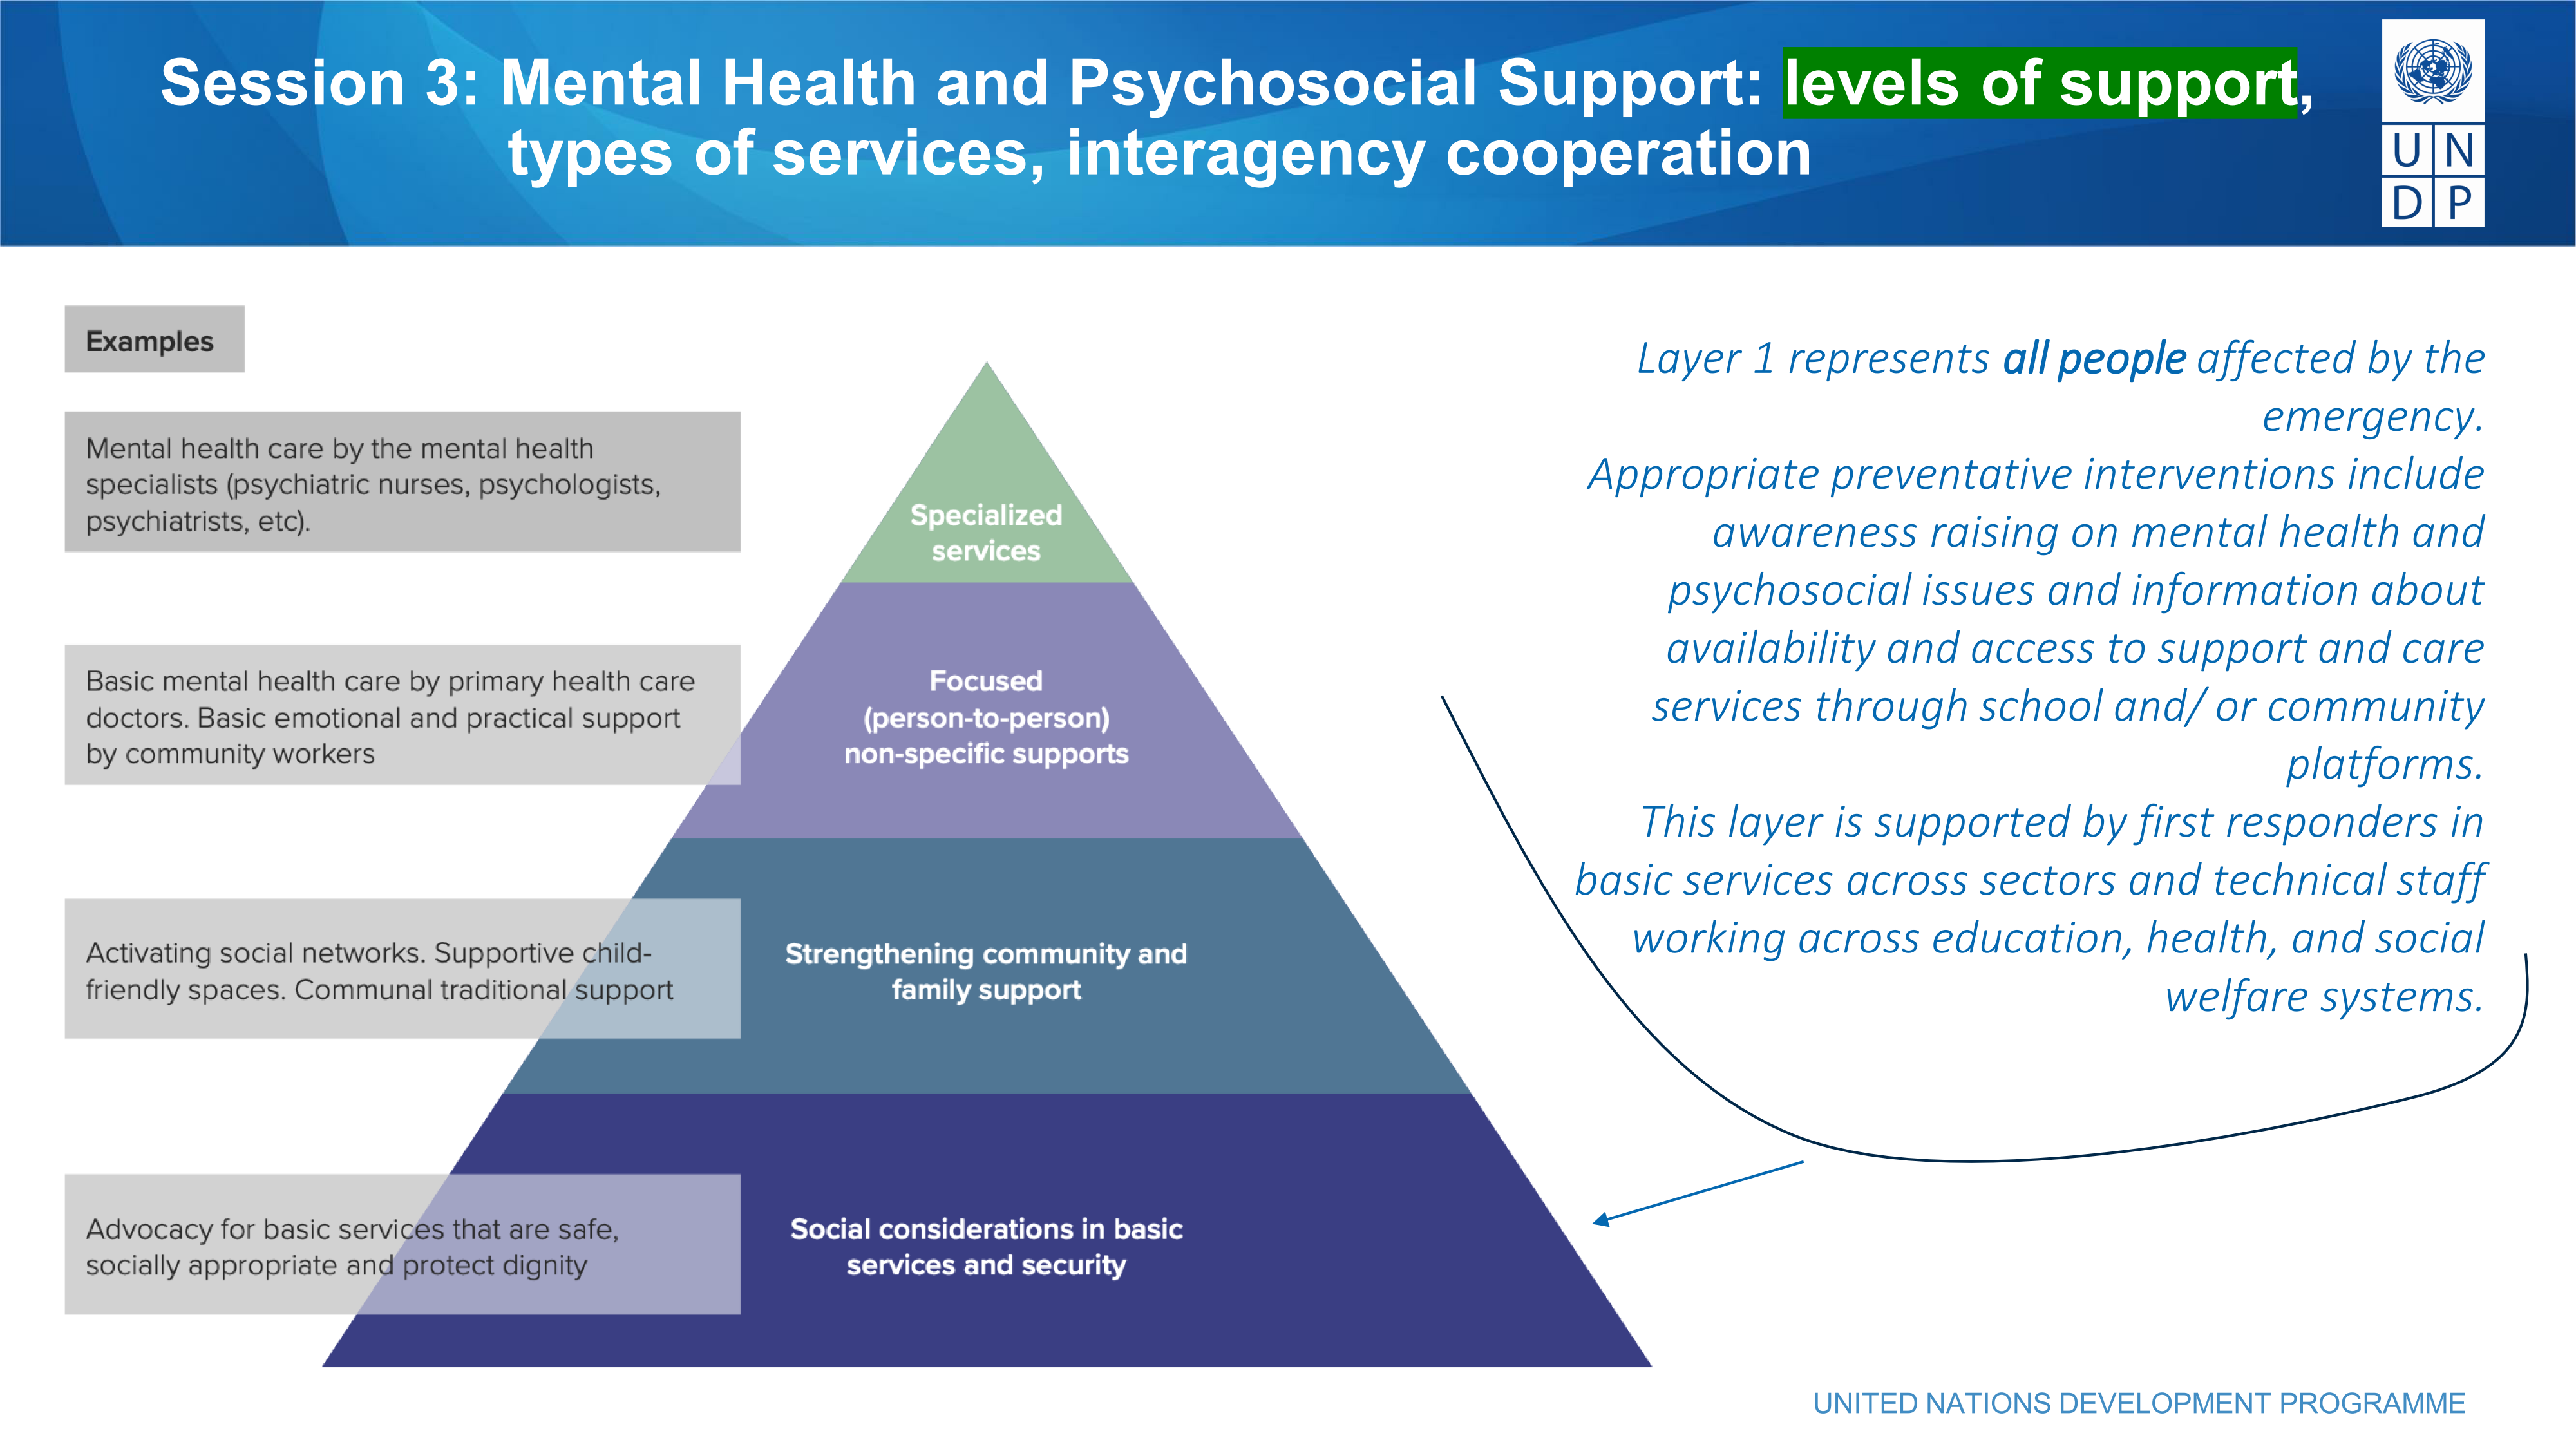 Session 3: Mental Health and Psychosocial Support: levels of support,
types of services, interagency cooperation
U N
D P
Examples
Mental health care by the mental health
specialists (psychiatric nurses, psychologists,
psychiatrists, etc).
Specialized
services
Basic mental health care by primary health care
doctors. Basic emotional and practical support
by community workers
Focused
(person-to-person)
non-specific supports
Activating social networks. Supportive child-
friendly spaces. Communal traditional support
Strengthening community and
family support
Advocacy for basic services that are safe,
socially appropriate and protect dignity
Social considerations in basic
services and security
Layer 1 represents all people affected by the
emergency.
Appropriate preventative interventions include
awareness raising on mental health and
psychosocial issues and information about
availability and access to support and care
services through school and/ or community
platforms.
This layer is supported by first responders in
basic services across sectors and technical staff
working across education, health, and social
welfare systems.
UNITED NATIONS DEVELOPMENT PROGRAMME